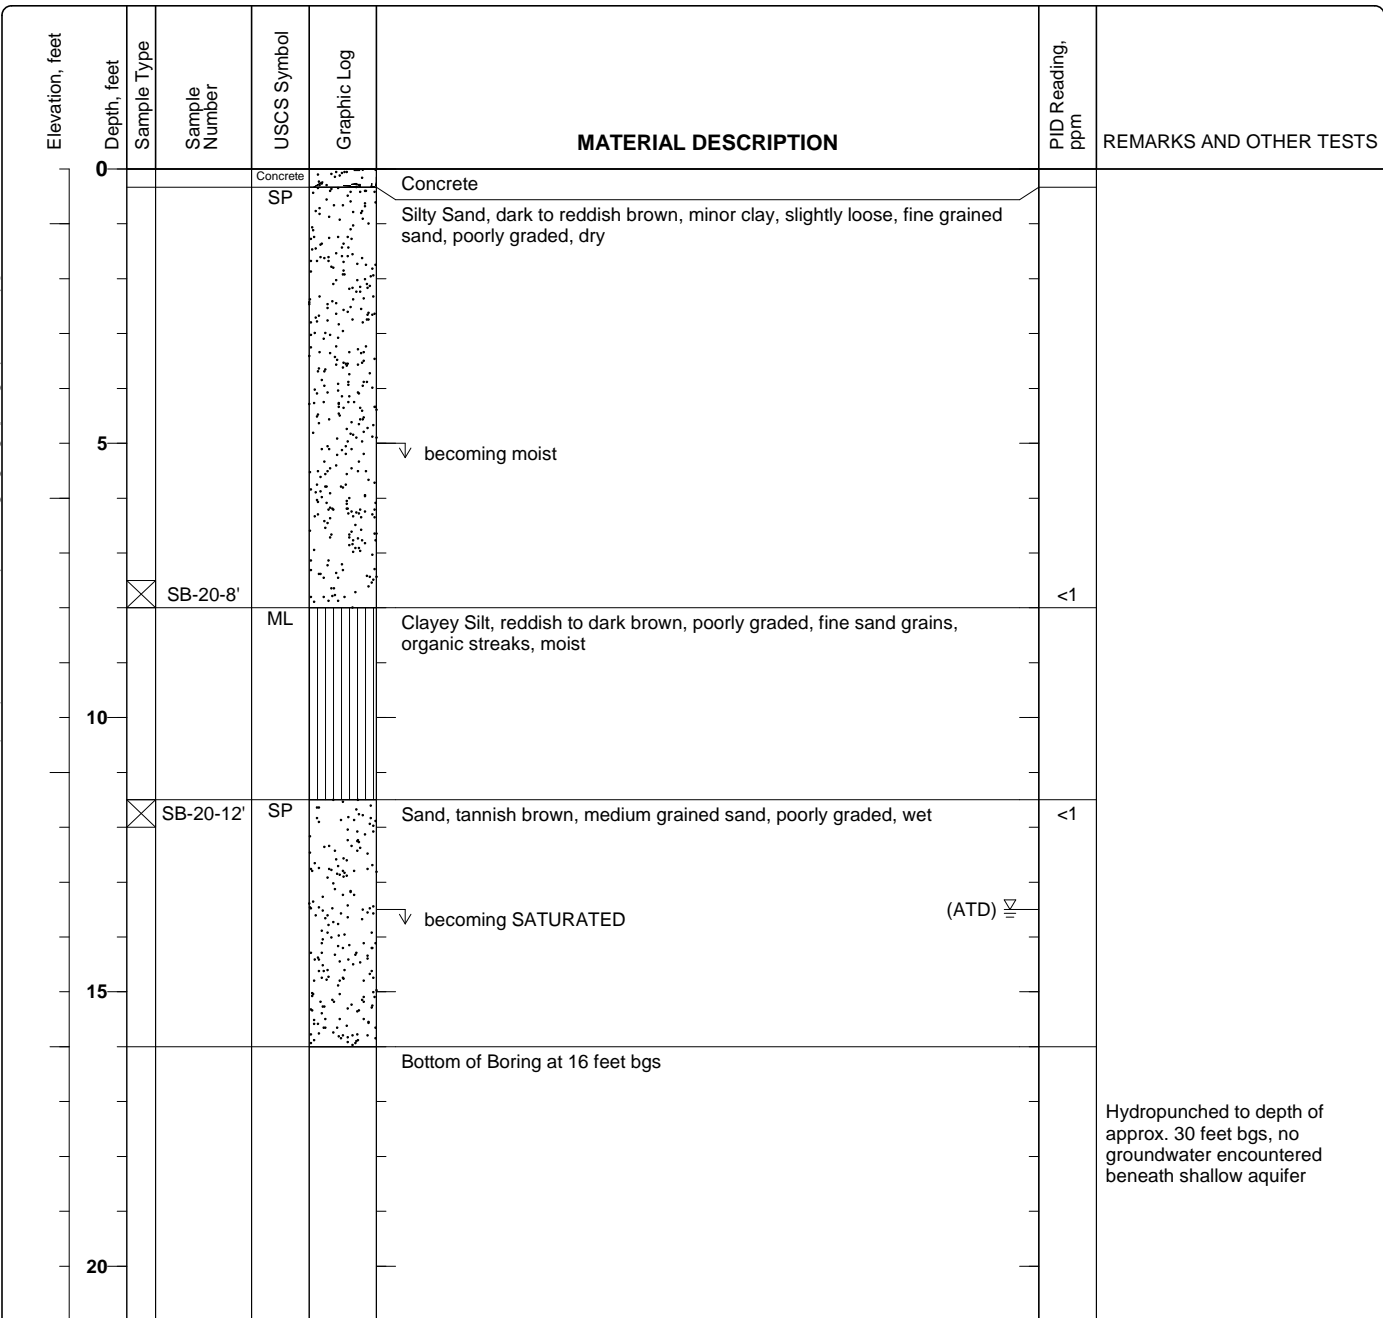 Elevation, feet
Depth, feet
Sample Type
Sample
Number
USCS Symbol
Graphic Log
MATERIAL DESCRIPTION
PID Reading,
ppm
REMARKS AND OTHER TESTS
0
Concrete
Concrete
SP
Silty Sand, dark to reddish brown, minor clay, slightly loose, fine grained
sand, poorly graded, dry
5
becoming moist
SB-20-8'
<1
ML
Clayey Silt, reddish to dark brown, poorly graded, fine sand grains,
organic streaks, moist
10
SB-20-12'
SP
Sand, tannish brown, medium grained sand, poorly graded, wet
<1
becoming SATURATED
(ATD)
15
Bottom of Boring at 16 feet bgs
Hydropunched to depth of
approx. 30 feet bgs, no
groundwater encountered
beneath shallow aquifer
20